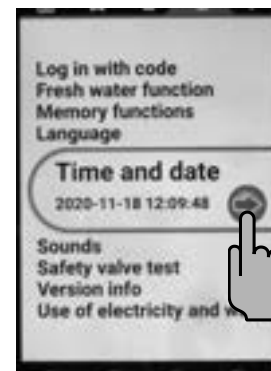 Log in with code
Fresh water function
Memory functions
Language
Time and date
2020-11-18 12:09:48
Sounds
Safety valve test
Version info
Use of electricity and